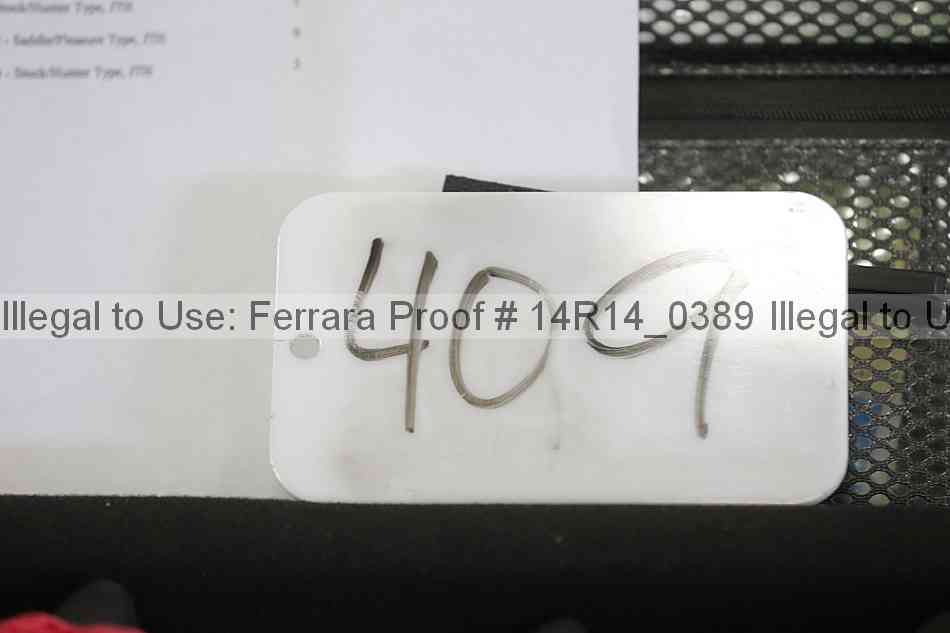 Stock/Hunter Type, JTH
- Saddle/Pleasure Type, JTH
- Stock/Hunter Type, JTH
409
Illegal to Use: Ferrara Proof # 14R14_0389 Illegal to U